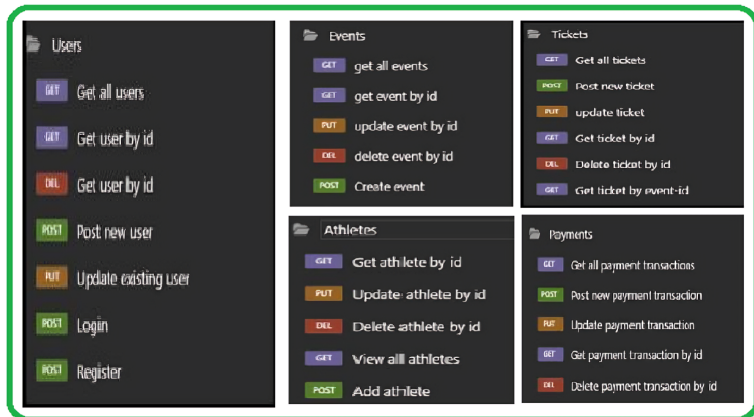 Users
GET Get all users
GET Get user by id
DEL Get user by id
POST Post new user
PUT Update existing user
POST Login
POST Register
Events
GET get all events
GET get event by id
PUT update event by id
DEL delete event by id
POST Create event
Tickets
GET Get all tickets
POST Post new ticket
PUT update ticket
GET Get ticket by id
DEL Delete ticket by id
GET Get ticket by event-id
Athletes
GET Get athlete by id
PUT Update athlete by id
DEL Delete athlete by id
GET View all athletes
POST Add athlete
Payments
GET Get all payment transactions
POST Post new payment transaction
PUT Update payment transaction
GET Get payment transaction by id
DEL Delete payment transaction by id